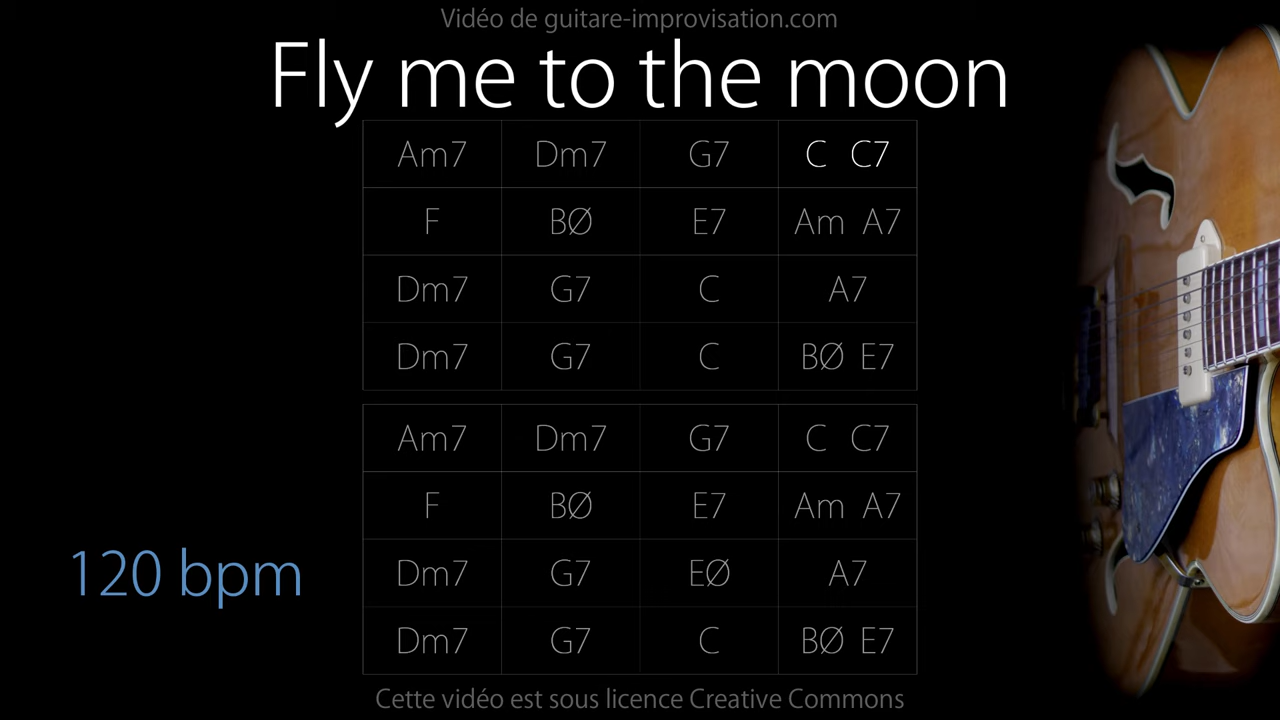 Vidéo de guitare-improvisation.com
Fly me to the moon
Am7 Dm7 G7 C C7
F BØ E7 Am A7
Dm7 G7 C A7
Dm7 G7 C BØ E7
Am7 Dm7 G7 C C7
F BØ E7 Am A7
Dm7 G7 EØ A7
Dm7 G7 C BØ E7
120 bpm
Cette vidéo est sous licence Creative Commons